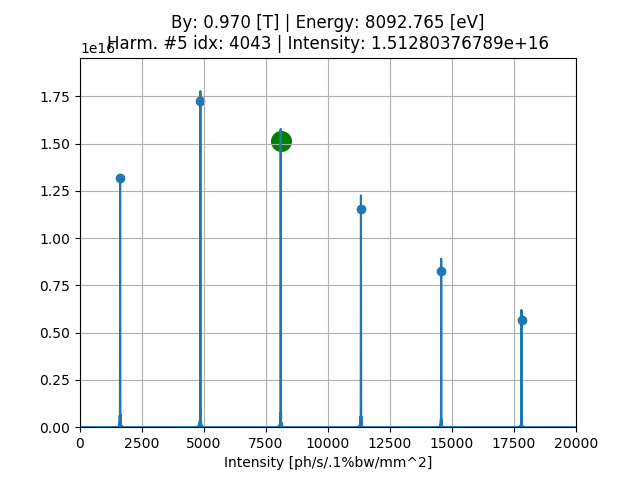 By: 0.970 [T] | Energy: 8092.765 [eV]
Harm. #5 idx: 4043 | Intensity: 1.51280376789e+16
1e16
1.75
1.50
1.25
1.00
0.75
0.50
0.25
0.00
0 2500 5000 7500 10000 12500 15000 17500 20000
Intensity [ph/s/.1%bw/mm^2]